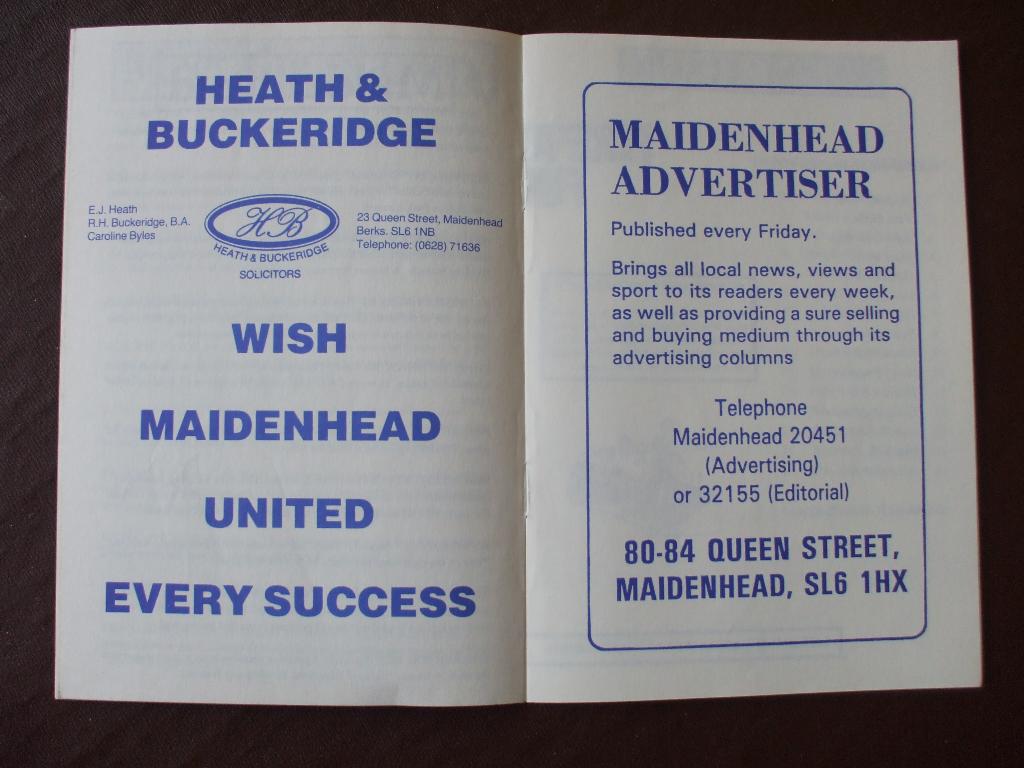 HEATH &
BUCKERIDGE
E.J. Heath
R.H. Buckeridge, B.A.
Caroline Byles
HB
HEATH & BUCKERIDGE
SOLICITORS
23 Queen Street, Maidenhead
Berks. SL6 1NB
Telephone: (0628) 71636
WISH
MAIDENHEAD
UNITED
EVERY SUCCESS
MAIDENHEAD
ADVERTISER
Published every Friday.
Brings all local news, views and
sport to its readers every week,
as well as providing a sure selling
and buying medium through its
advertising columns
Telephone
Maidenhead 20451
(Advertising)
or 32155 (Editorial)
80-84 QUEEN STREET,
MAIDENHEAD, SL6 1HX